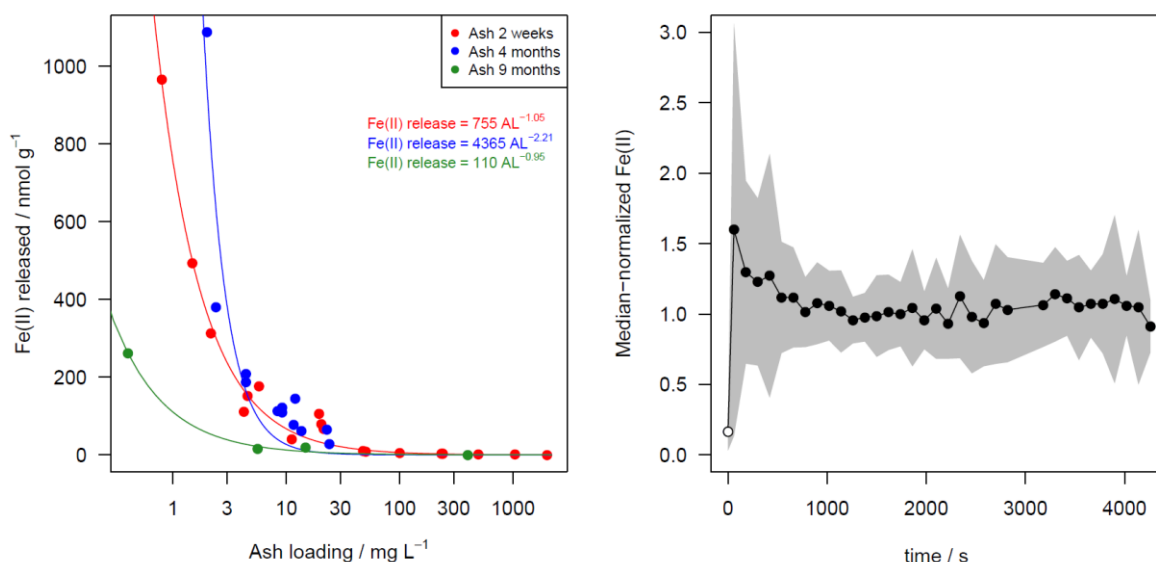 Fe(II) released / nmol g−1
1000
800
600
400
200
0
Ash 2 weeks
Ash 4 months
Ash 9 months
Fe(II) release = 755 AL−1.05
Fe(II) release = 4365 AL−2.21
Fe(II) release = 110 AL−0.95
1 3 10 30 100 300 1000
Ash loading / mg L−1
Median−normalized Fe(II)
3.0
2.5
2.0
1.5
1.0
0.5
0.0
0 1000 2000 3000 4000
time / s